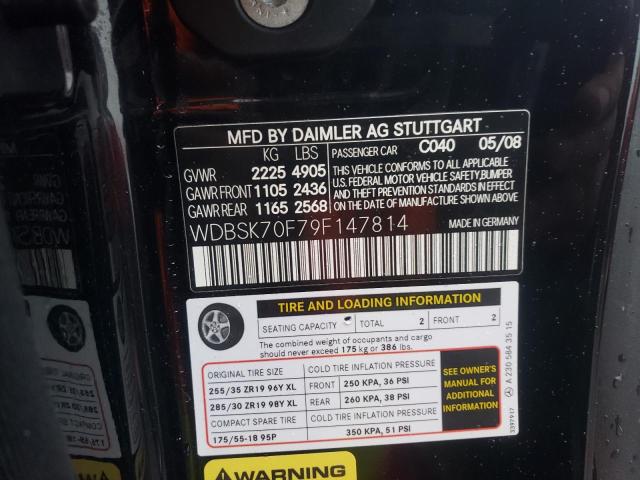 MFD BY DAIMLER AG STUTTGART
KG LBS PASSENGER CAR C040 05/08
GVWR 2225 4905
GAWR FRONT 1105 2436
GAWR REAR 1165 2568
THIS VEHICLE CONFORMS TO ALL APPLICABLE
U.S. FEDERAL MOTOR VEHICLE SAFETY, BUMPER
AND THEFT PREVENTION STANDARDS IN EFFECT
ON THE DATE OF MANUFACTURE SHOWN ABOVE.
WDBSK70F79F147814
TIRE AND LOADING INFORMATION
SEATING CAPACITY TOTAL 2 FRONT 2
The combined weight of occupants and cargo
should never exceed 175 kg or 386 lbs.
ORIGINAL TIRE SIZE COLD TIRE INFLATION PRESSURE
255/35 ZR19 96Y XL FRONT 250 KPA, 36 PSI
285/30 ZR19 98Y XL REAR 260 KPA, 38 PSI
COMPACT SPARE TIRE COLD TIRE INFLATION PRESSURE
175/55-18 95P 350 KPA, 51 PSI
SEE OWNER'S
MANUAL FOR
ADDITIONAL
INFORMATION
A 230 584 35 15
3397917
WARNING